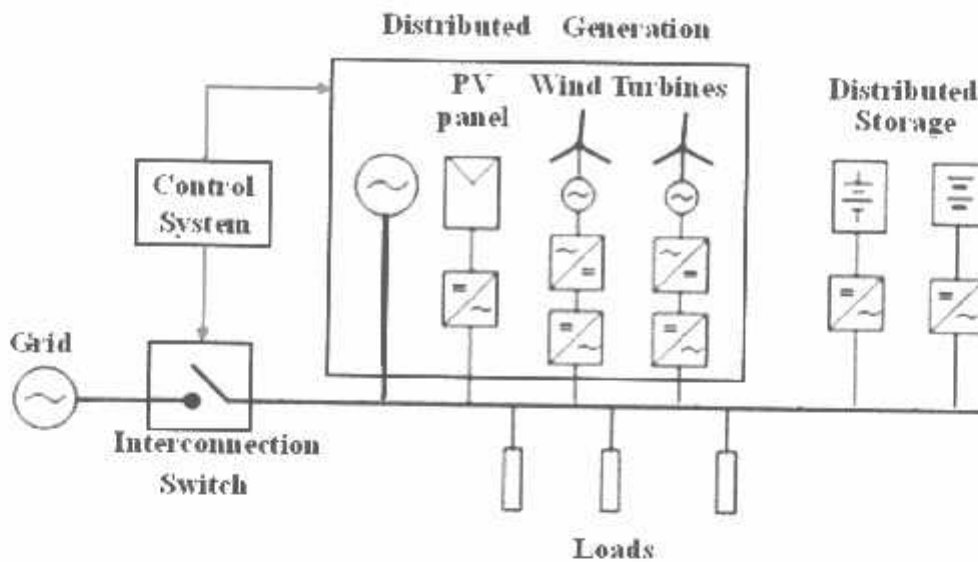 Distributed Generation
PV
panel
Wind Turbines
Distributed
Storage
Control
System
Grid
Interconnection
Switch
Loads